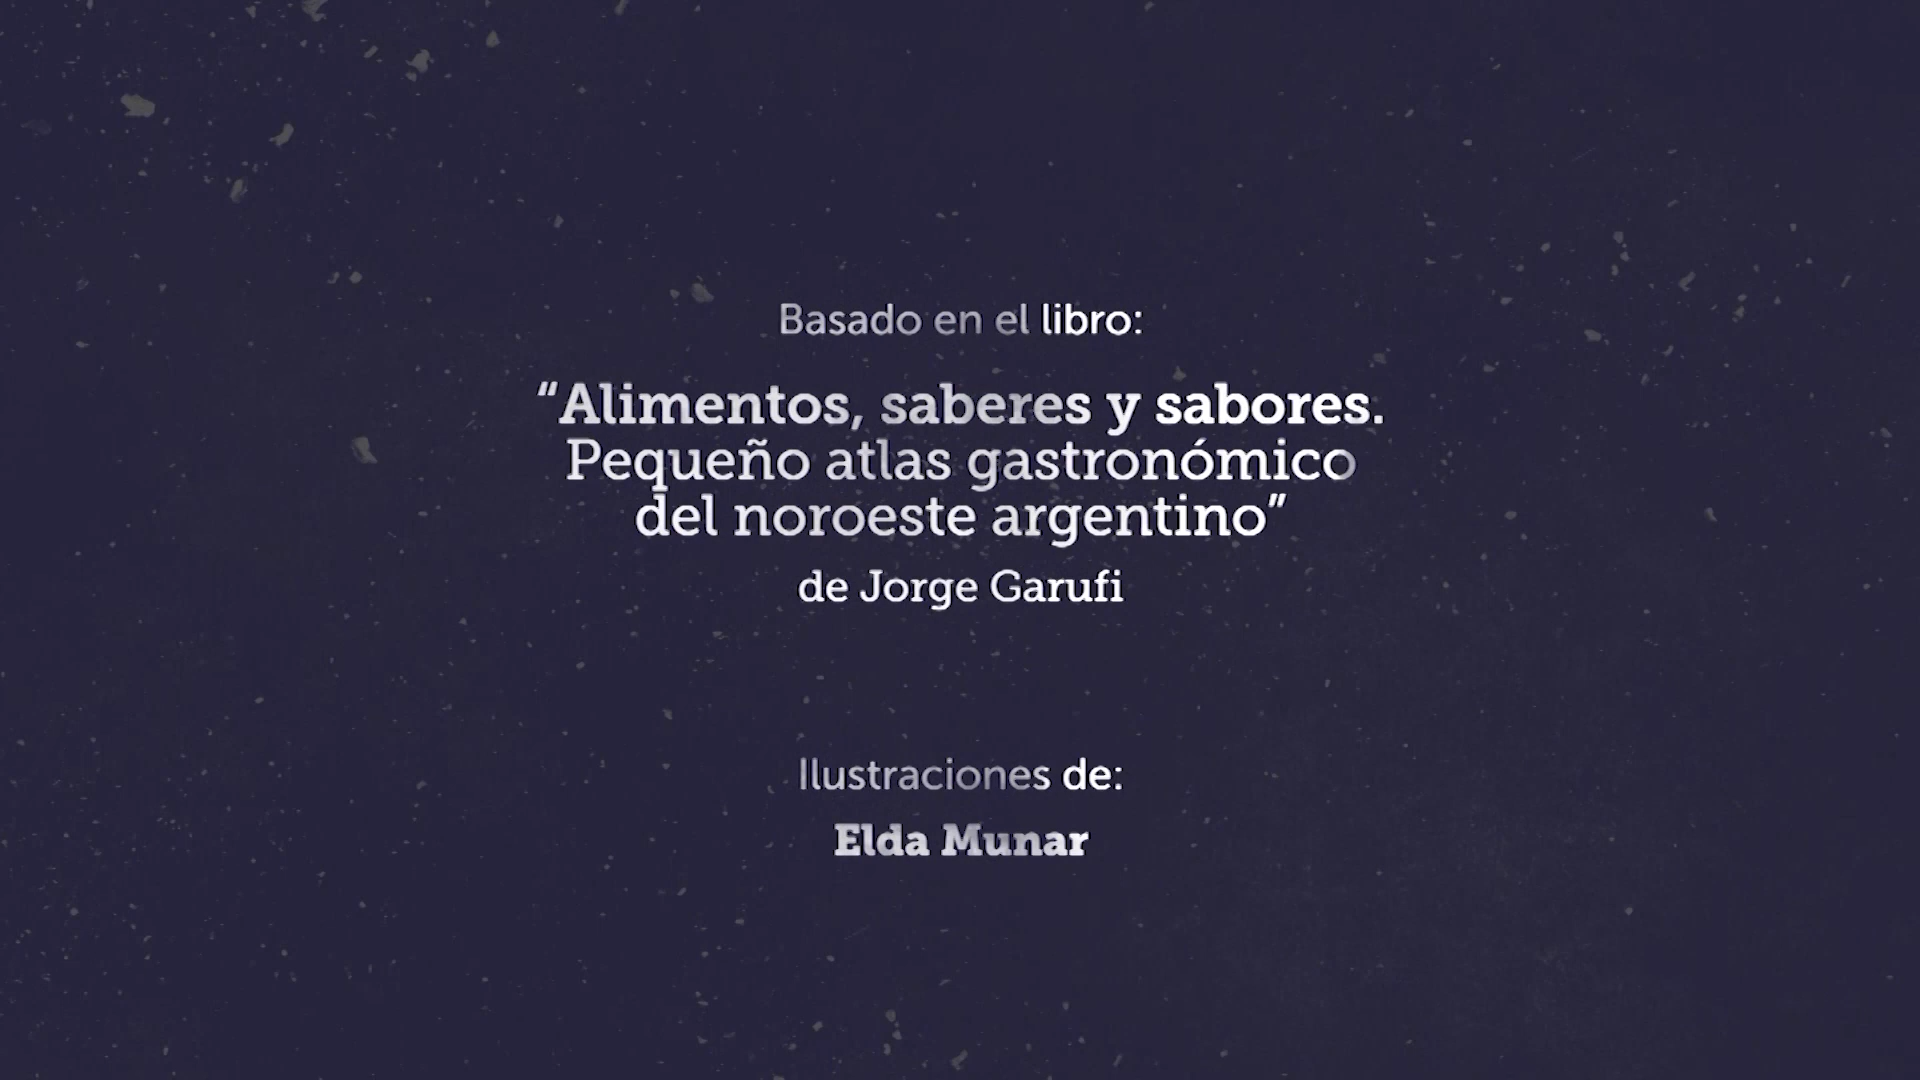 Basado en el libro:
“Alimentos, saberes y sabores.
Pequeño atlas gastronómico
del noroeste argentino”
de Jorge Garufi
Ilustraciones de:
Elda Munar